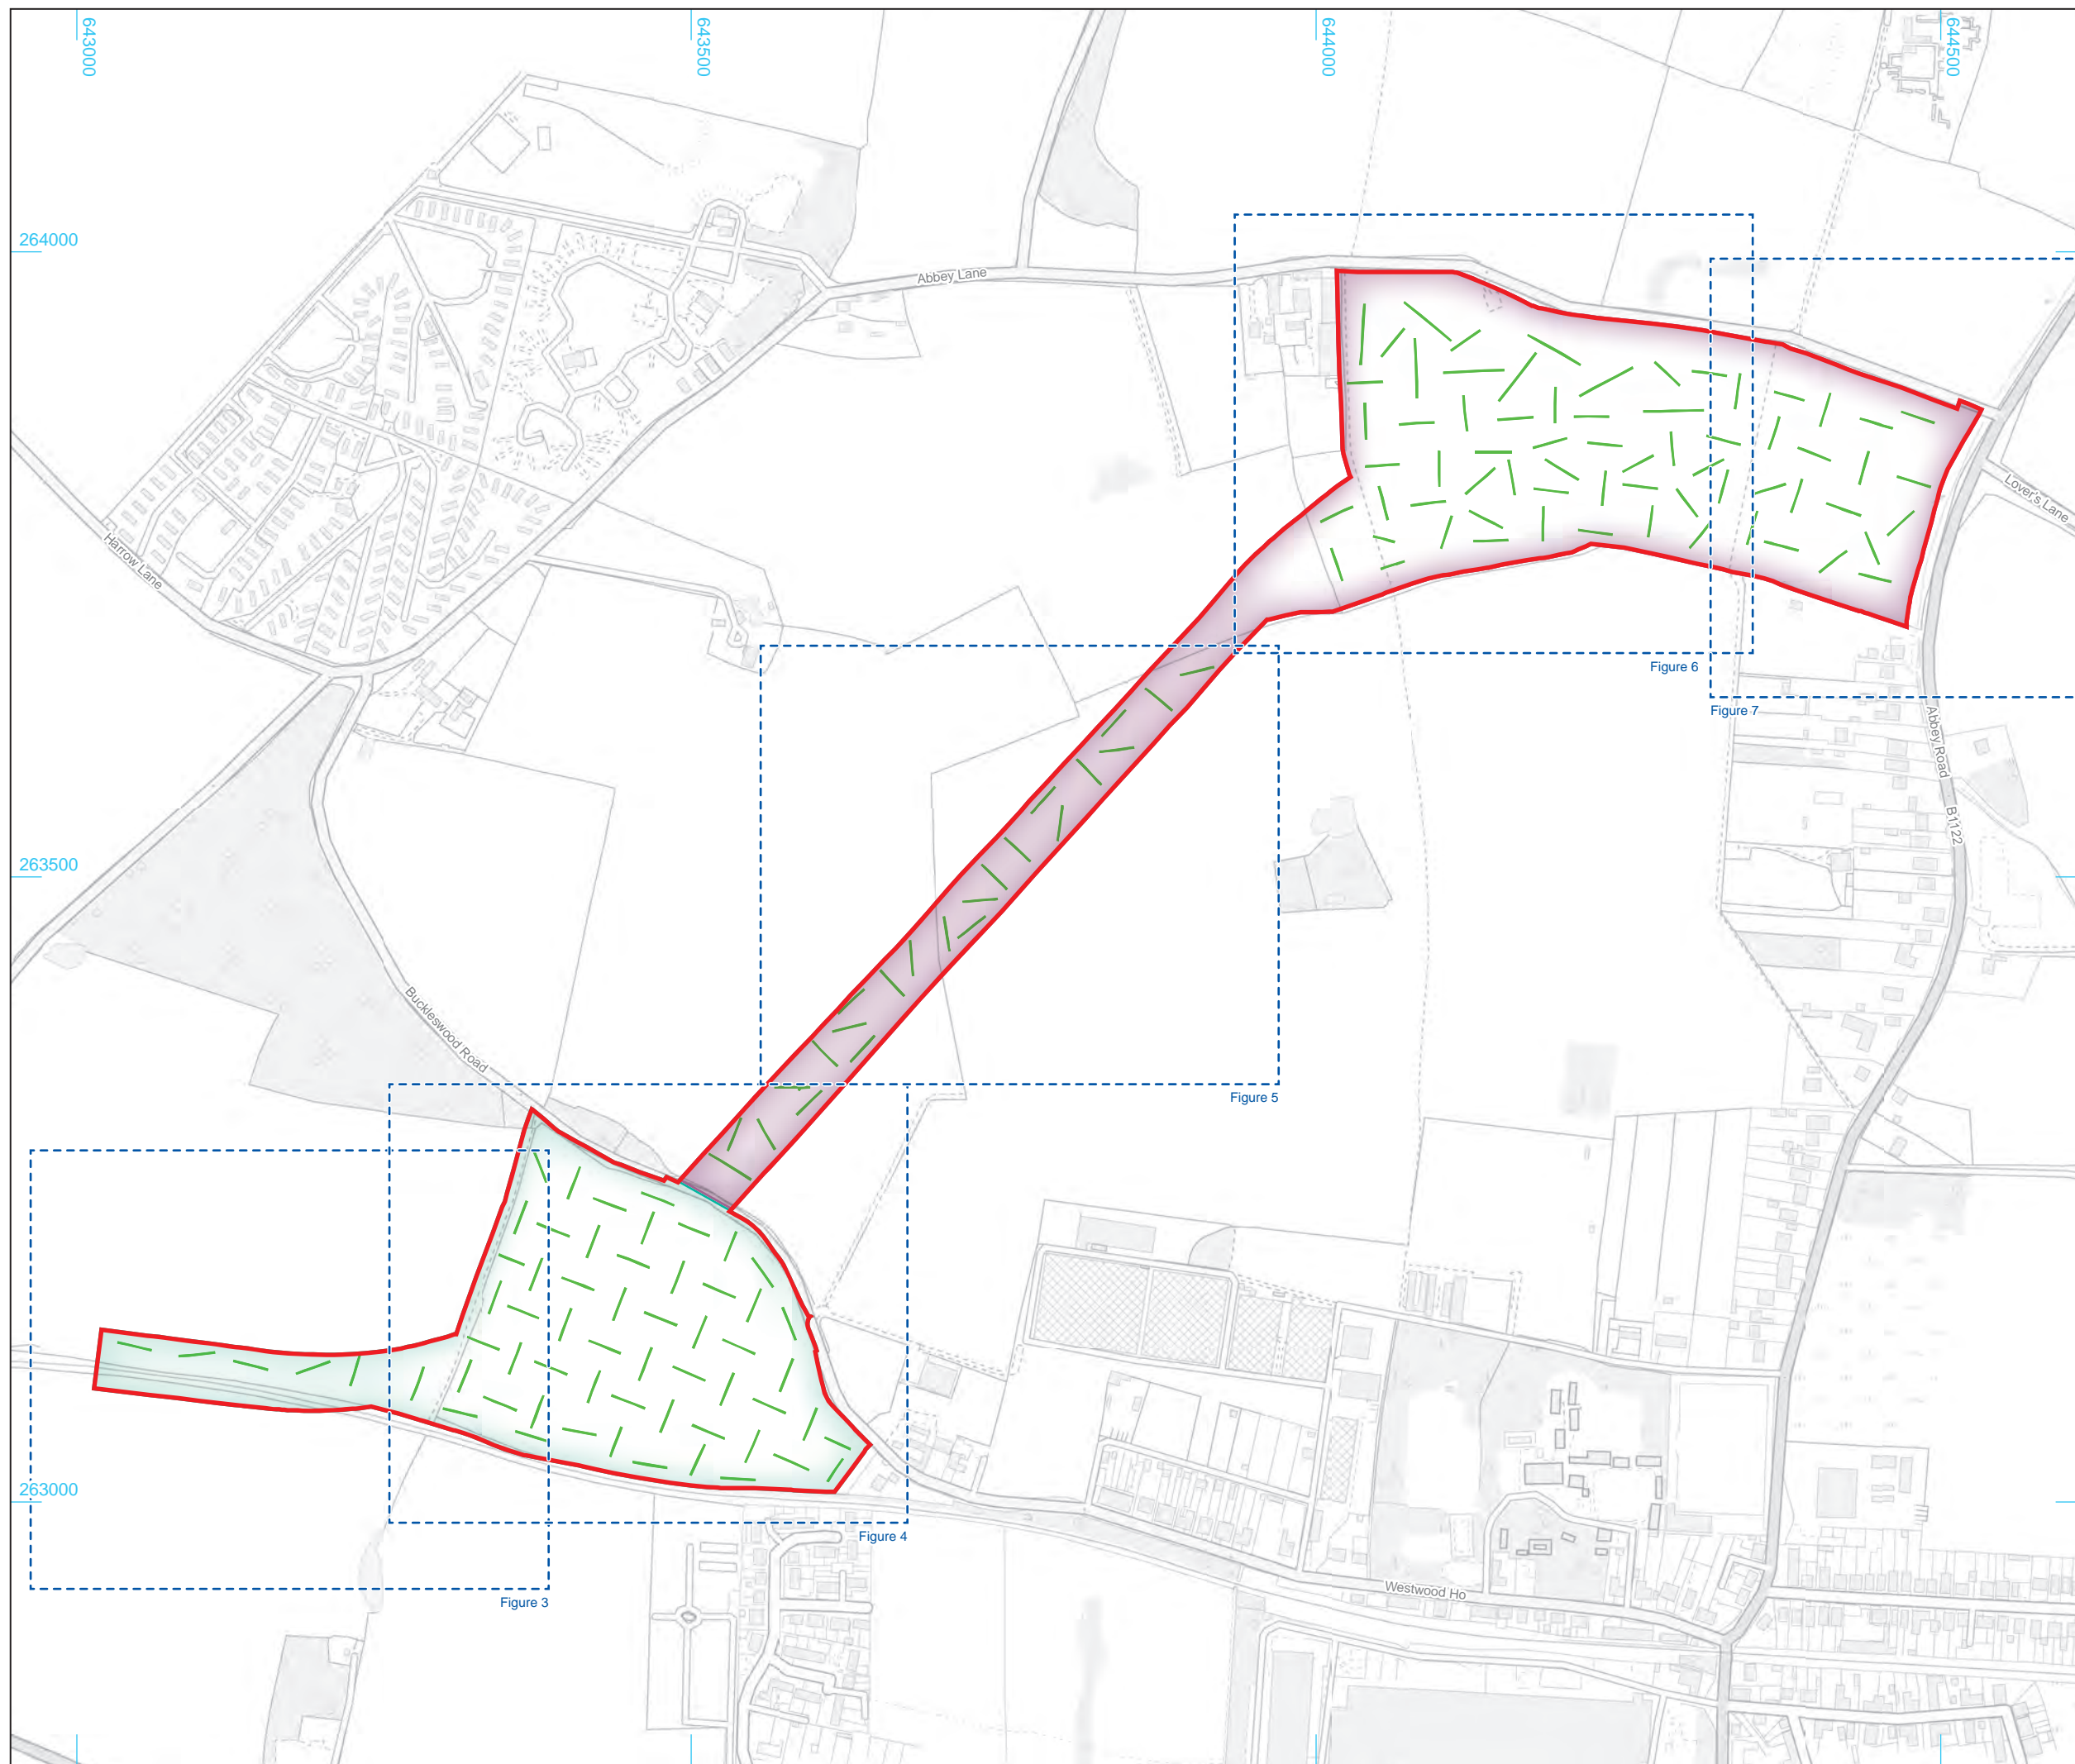 643000
643500
644000
644500
264000
Abbey Lane
Lover's Lane
Harrow Lane
Figure 6
Figure 7
Abbey Road
B1122
263500
Buckleswood Road
Figure 5
263000
Figure 4
Westwood Ho
Figure 3